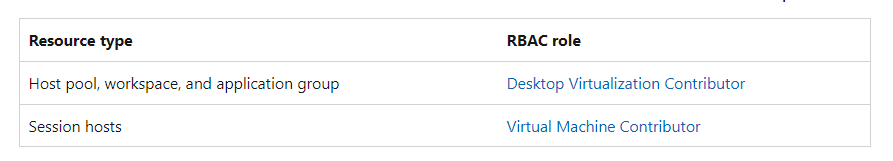 Resource type RBAC role
Host pool, workspace, and application group Desktop Virtualization Contributor
Session hosts Virtual Machine Contributor